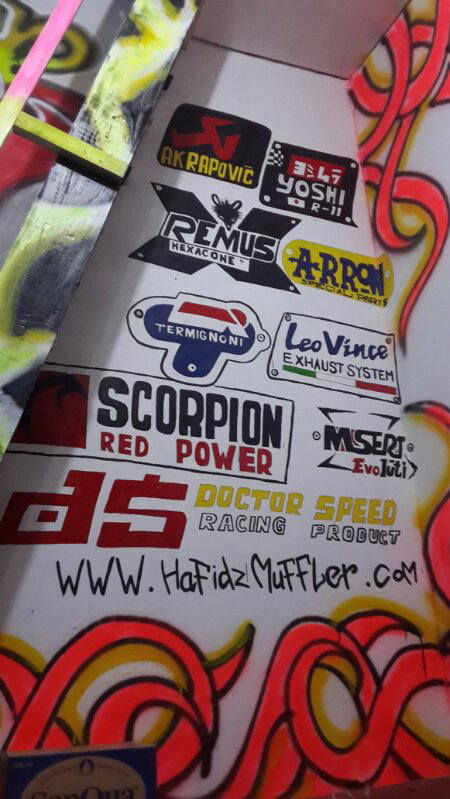 AKRAPOVIČ
ヨシムラ
YOSHI
R-11
REMUS
HEXACONE
ARROW
SPECIAL PARTS
TERMIGNONI
LeoVince
EXHAUST SYSTEM
SCORPION
RED POWER
MSERT
EvoTüTi
dS DOCTOR SPEED
RACING PRODUCT
WWW.HaFidzMuFFLer.coM